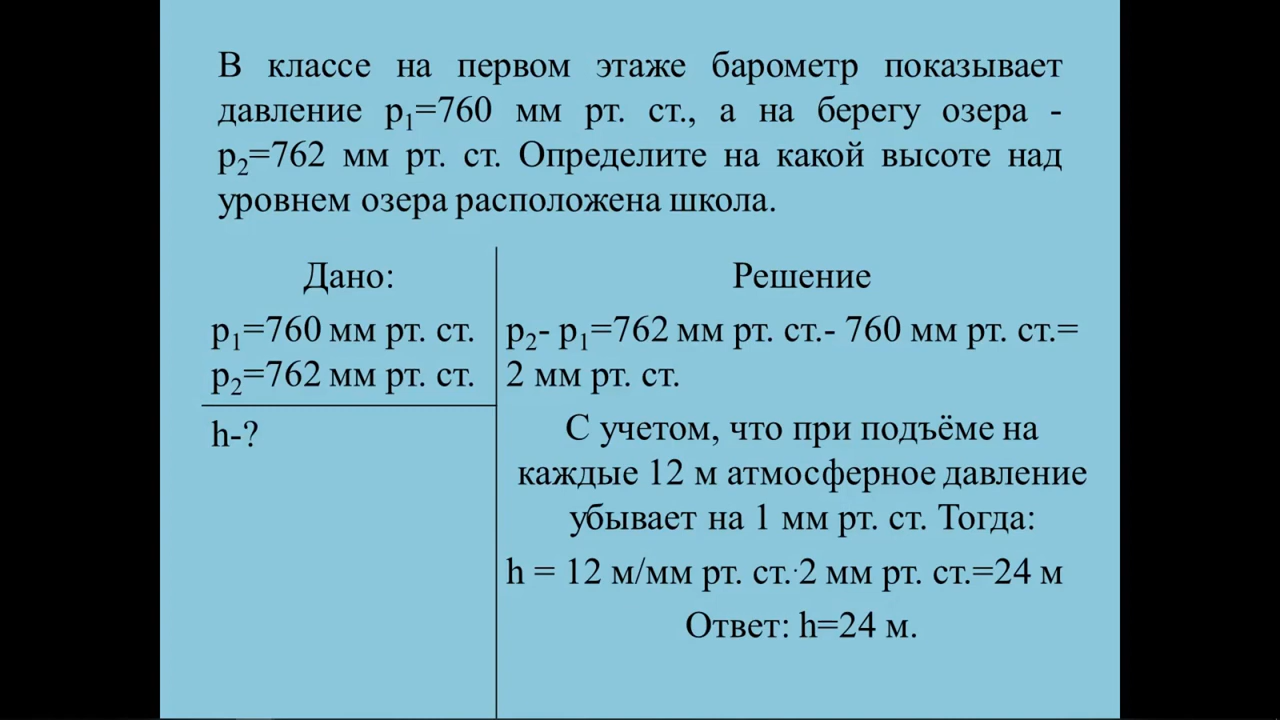 В классе на первом этаже барометр показывает
давление p₁=760 мм рт. ст., а на берегу озера -
p₂=762 мм рт. ст. Определите на какой высоте над
уровнем озера расположена школа.
Дано:
p₁=760 мм рт. ст.
p₂=762 мм рт. ст.
h-?
Решение
p₂- p₁=762 мм рт. ст.- 760 мм рт. ст.=
2 мм рт. ст.
С учетом, что при подъёме на
каждые 12 м атмосферное давление
убывает на 1 мм рт. ст. Тогда:
h = 12 м/мм рт. ст.·2 мм рт. ст.=24 м
Ответ: h=24 м.